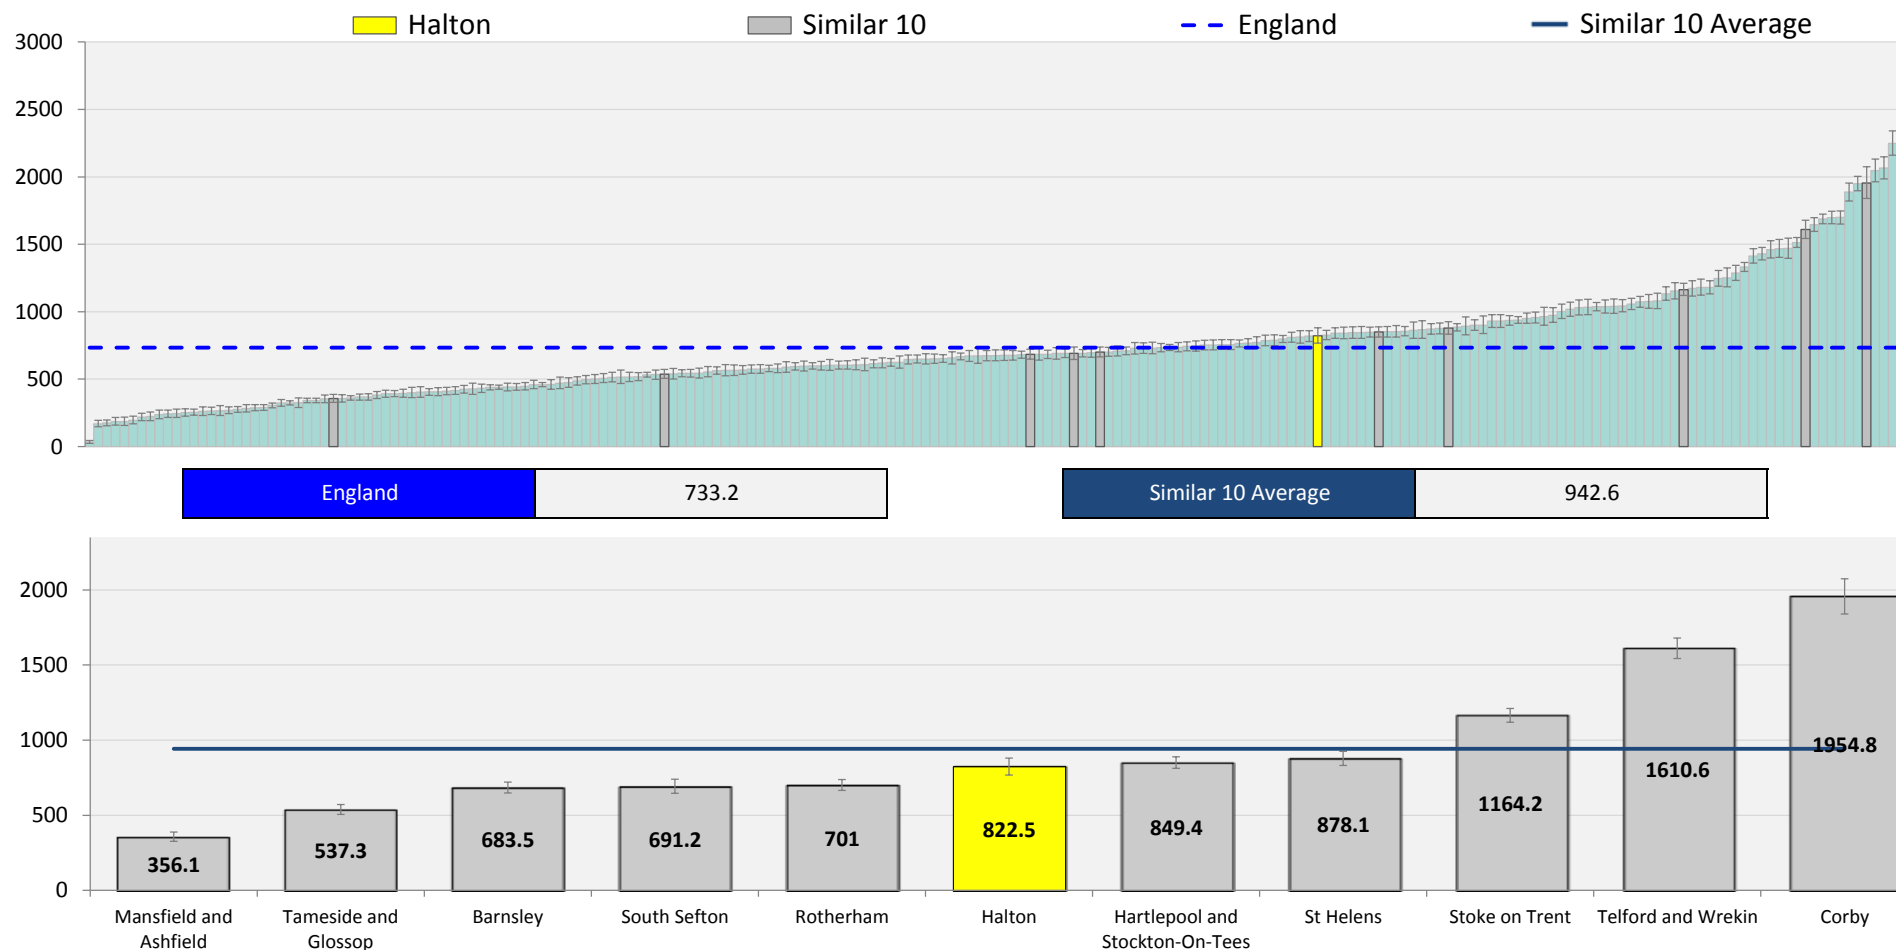 Halton
Similar 10
England
Similar 10 Average
3000
2500
2000
1500
1000
500
0
England
733.2
Similar 10 Average
942.6
2000
1500
1000
500
0
356.1
537.3
683.5
691.2
701
822.5
849.4
878.1
1164.2
1610.6
1954.8
Mansfield and
Ashfield
Tameside and
Glossop
Barnsley
South Sefton
Rotherham
Halton
Hartlepool and
Stockton-On-Tees
St Helens
Stoke on Trent
Telford and Wrekin
Corby